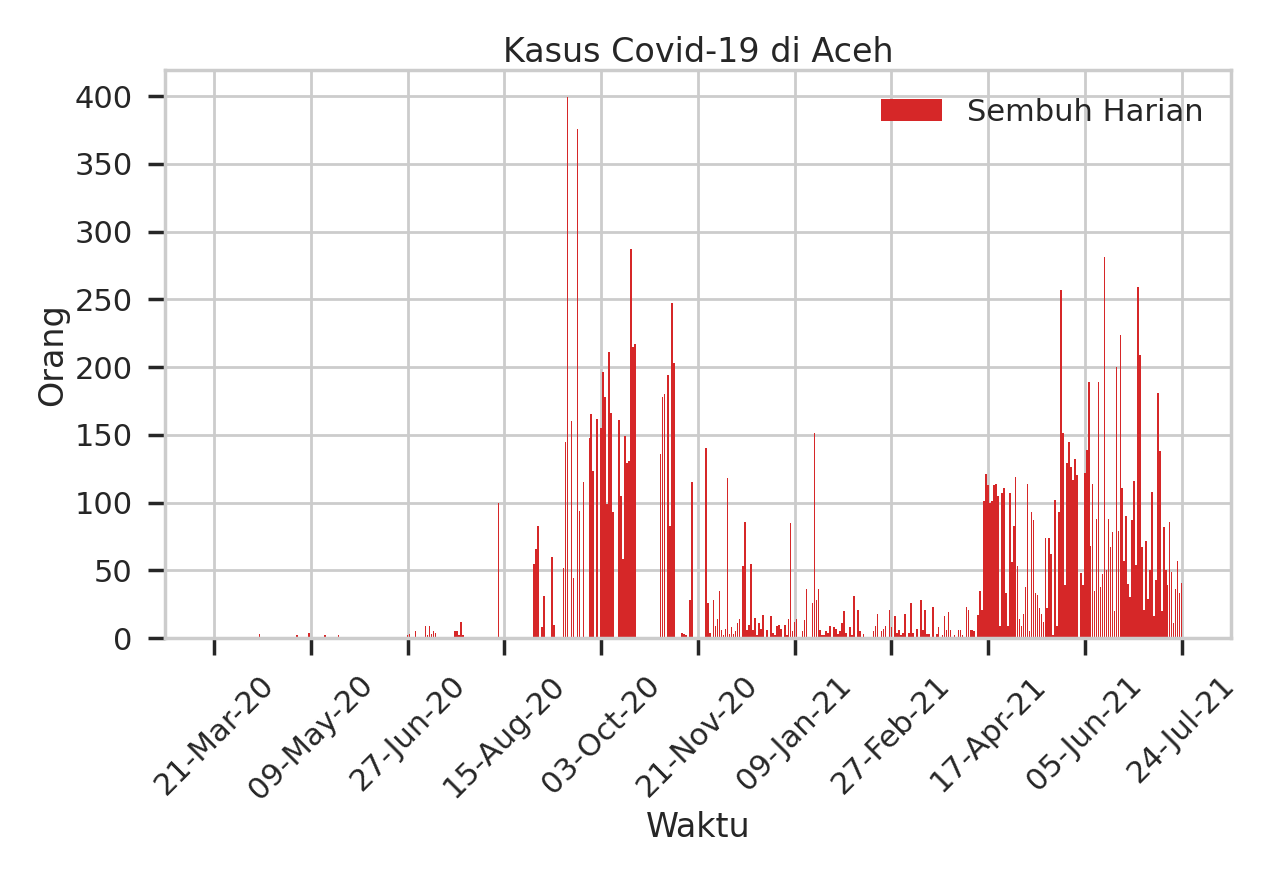 Kasus Covid-19 di Aceh
Sembuh Harian
Orang
400
350
300
250
200
150
100
50
0
21-Mar-20
09-May-20
27-Jun-20
15-Aug-20
03-Oct-20
21-Nov-20
09-Jan-21
27-Feb-21
17-Apr-21
05-Jun-21
24-Jul-21
Waktu